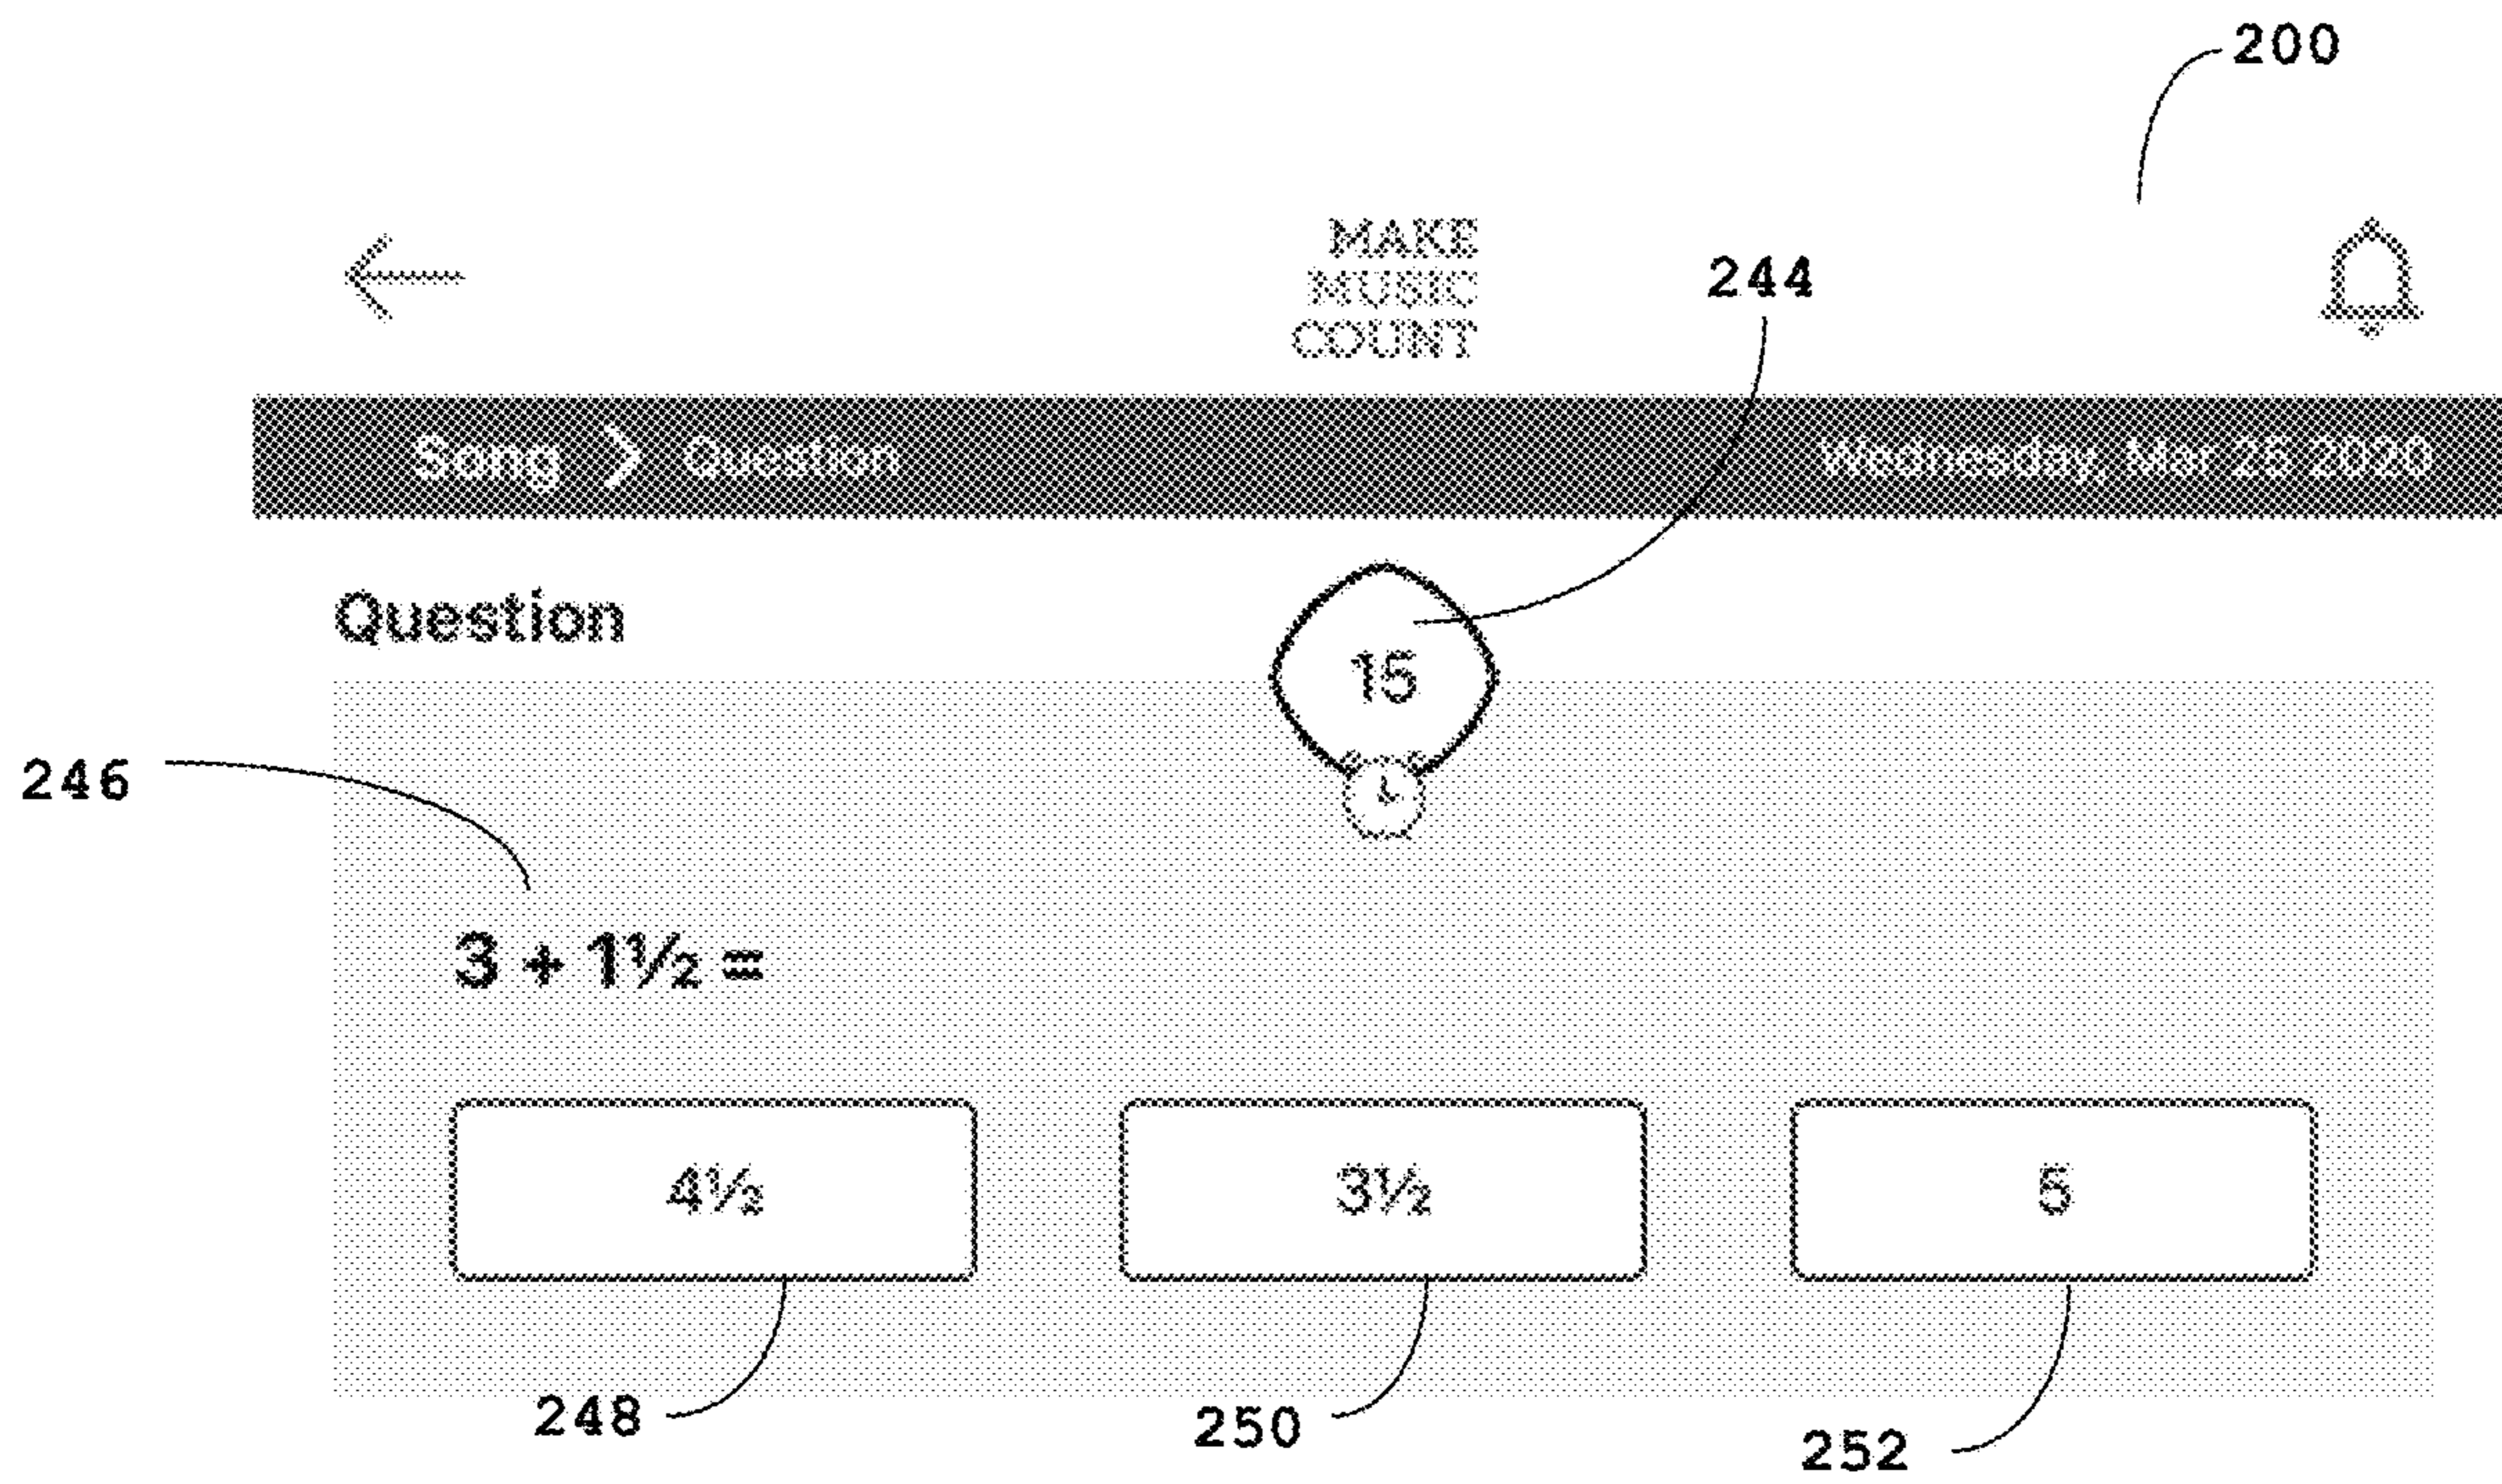 200
MAKE
MUSIC
COUNT
244
Song > Question Wednesday, Mar 25 2020
Question
15
246
3 + 1½ =
4½ 3½ 5
248 250 252